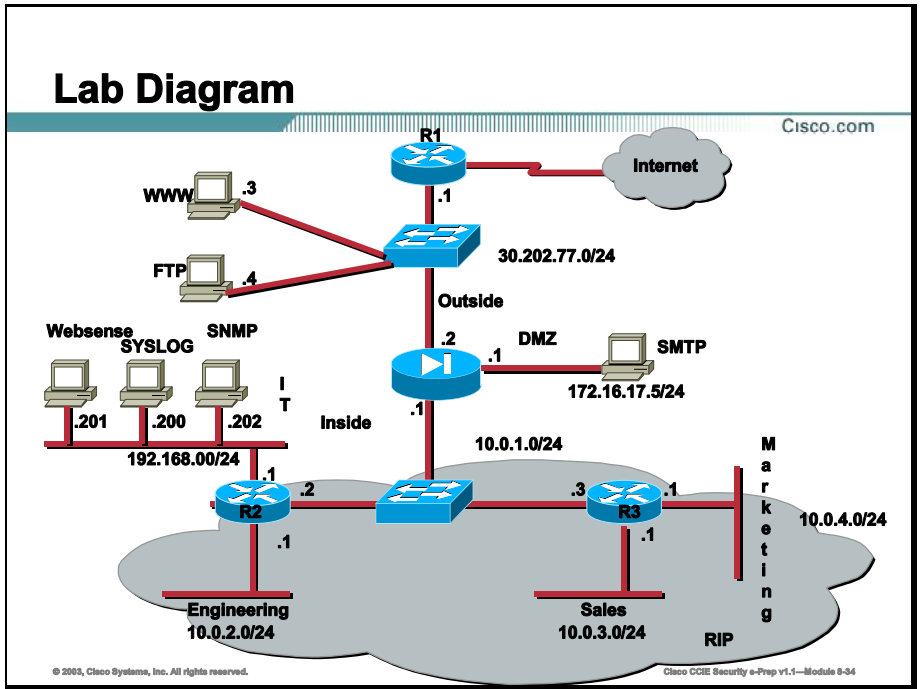 Lab Diagram
Cisco.com
R1
Internet
WWW
.3
.1
30.202.77.0/24
FTP
.4
Outside
Websense
SYSLOG
SNMP
.2
DMZ
.1
SMTP
172.16.17.5/24
I
T
.201
.200
.202
.1
Inside
192.168.00/24
10.0.1.0/24
M
a
r
k
e
t
i
n
g
.1
.2
R2
.3
R3
.1
10.0.4.0/24
.1
.1
Engineering
10.0.2.0/24
Sales
10.0.3.0/24
RIP
© 2003, Cisco Systems, Inc. All rights reserved.
Cisco CCIE Security e-Prep v1.1—Module 8-34